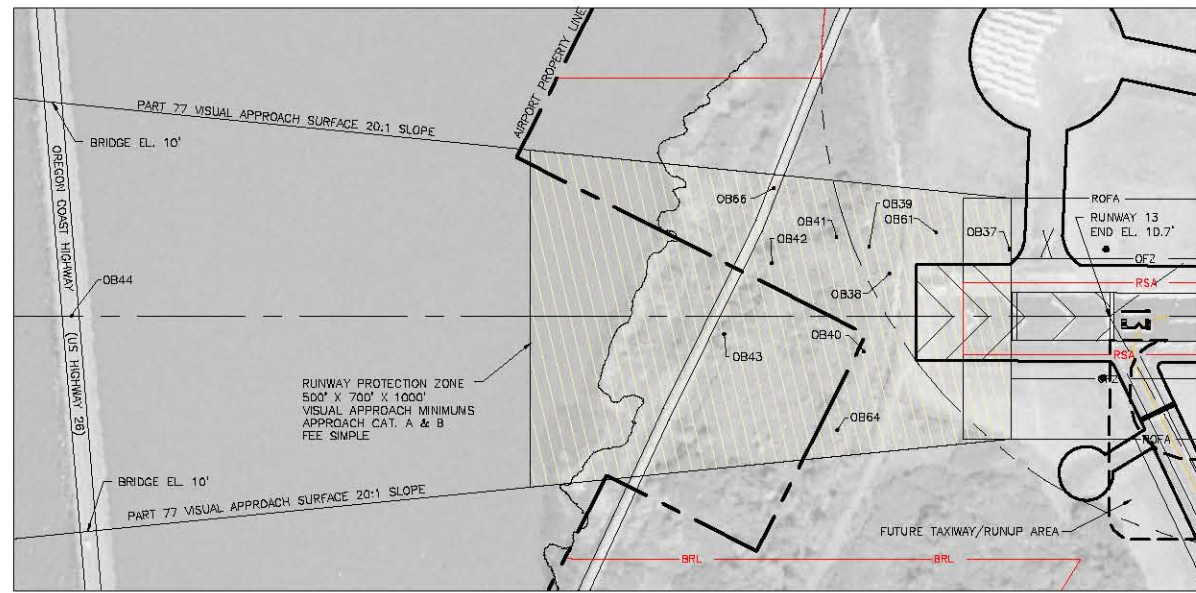 AIRPORT PROPERTY LINE
PART 77 VISUAL APPROACH SURFACE 20:1 SLOPE
BRIDGE EL. 10'
OREGON COAST HIGHWAY
(US HIGHWAY 26)
OB44
OB66
OB41
OB42
OB39
OB61
OB38
OB37
OB40
OB43
OB64
ROFA
RUNWAY 13
END EL. 10.7'
OFZ
RSA
13
RSA
OFZ
ROFA
RUNWAY PROTECTION ZONE
500' X 700' X 1000'
VISUAL APPROACH MINIMUMS
APPROACH CAT. A & B
FEE SIMPLE
BRIDGE EL. 10'
PART 77 VISUAL APPROACH SURFACE 20:1 SLOPE
FUTURE TAXIWAY/RUNUP AREA
BRL
BRL